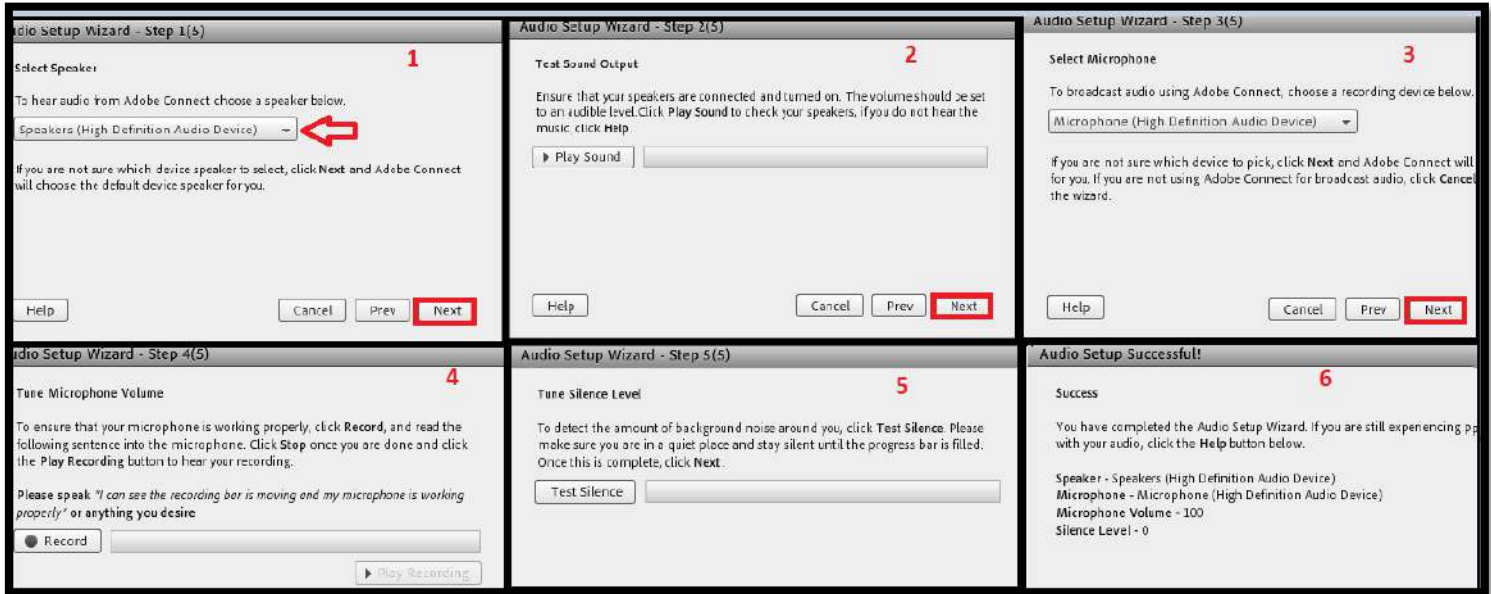 dio Setup Wizard - Step 1(5)
1
Select Speaker
To hear audio from Adobe Connect choose a speaker below.
Speakers (High Definition Audio Device)
If you are not sure which device speaker to select, click Next and Adobe Connect
will choose the default device speaker for you.
Help
Cancel
Prev
Next
Audio Setup Wizard - Step 2(5)
2
Test Sound Output
Ensure that your speakers are connected and turned on. The volume should be set
to an audible level.Click Play Sound to check your speakers, if you do not hear the
music, click Help.
Play Sound
Help
Cancel
Prev
Next
Audio Setup Wizard - Step 3(5)
3
Select Microphone
To broadcast audio using Adobe Connect, choose a recording device below.
Microphone (High Definition Audio Device)
If you are not sure which device to pick, click Next and Adobe Connect will
for you. If you are not using Adobe Connect for broadcast audio, click Cancel
the wizard.
Help
Cancel
Prev
Next
udio Setup Wizard - Step 4(5)
4
Tune Microphone Volume
To ensure that your microphone is working properly, click Record, and read the
following sentence into the microphone. Click Stop once you are done and click
the Play Recording button to hear your recording.
Please speak "I can see the recording bar is moving and my microphone is working
properly" or anything you desire
Record
Play Recording
Audio Setup Wizard - Step 5(5)
5
Tune Silence Level
To detect the amount of background noise around you, click Test Silence. Please
make sure you are in a quiet place and stay silent until the progress bar is filled.
Once this is complete, click Next.
Test Silence
Audio Setup Successful!
6
Success
You have completed the Audio Setup Wizard. If you are still experiencing
with your audio, click the Help button below.
Speaker - Speakers (High Definition Audio Device)
Microphone - Microphone (High Definition Audio Device)
Microphone Volume - 100
Silence Level - 0